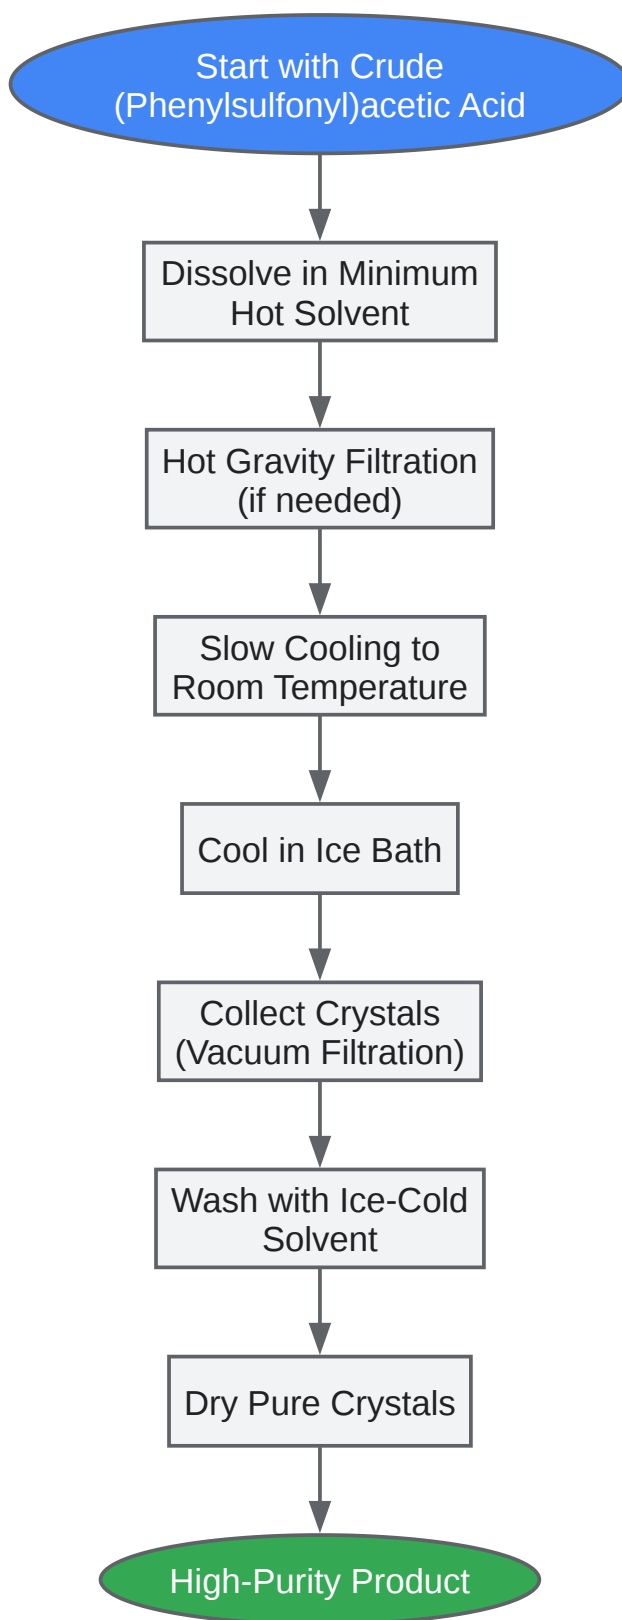 Start with Crude
(Phenylsulfonyl)acetic Acid
Dissolve in Minimum
Hot Solvent
Hot Gravity Filtration
(if needed)
Slow Cooling to
Room Temperature
Cool in Ice Bath
Collect Crystals
(Vacuum Filtration)
Wash with Ice-Cold
Solvent
Dry Pure Crystals
High-Purity Product